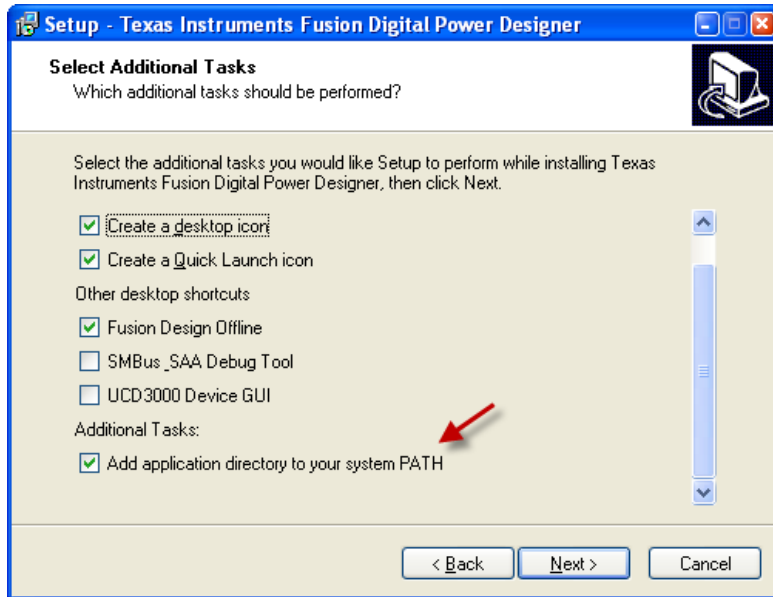 Setup - Texas Instruments Fusion Digital Power Designer
Select Additional Tasks
Which additional tasks should be performed?
Select the additional tasks you would like Setup to perform while installing Texas
Instruments Fusion Digital Power Designer, then click Next.
Create a desktop icon
Create a Quick Launch icon
Other desktop shortcuts
Fusion Design Offline
SMBus_SAA Debug Tool
UCD3000 Device GUI
Additional Tasks:
Add application directory to your system PATH
< Back
Next >
Cancel